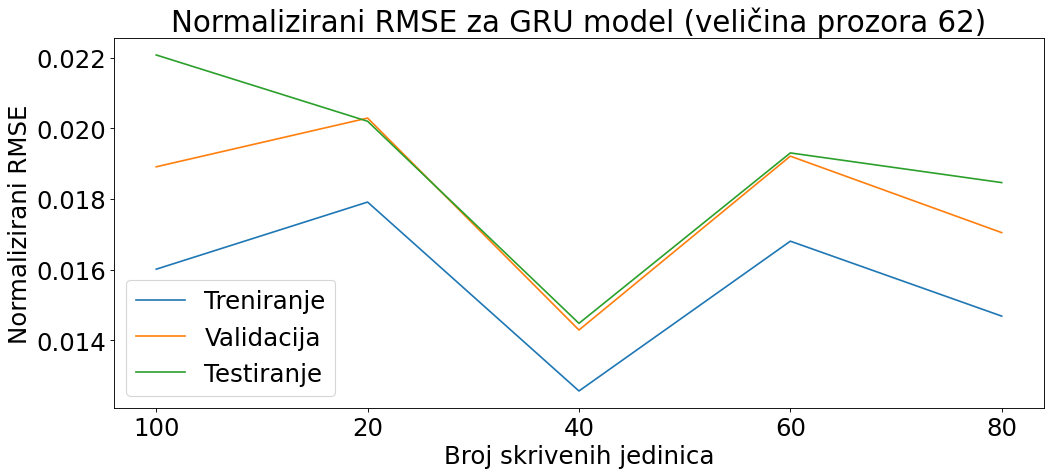 Normalizirani RMSE za GRU model (veličina prozora 62)
Normalizirani RMSE
0.022
0.020
0.018
0.016
0.014
Treniranje
Validacija
Testiranje
100 20 40 60 80
Broj skrivenih jedinica